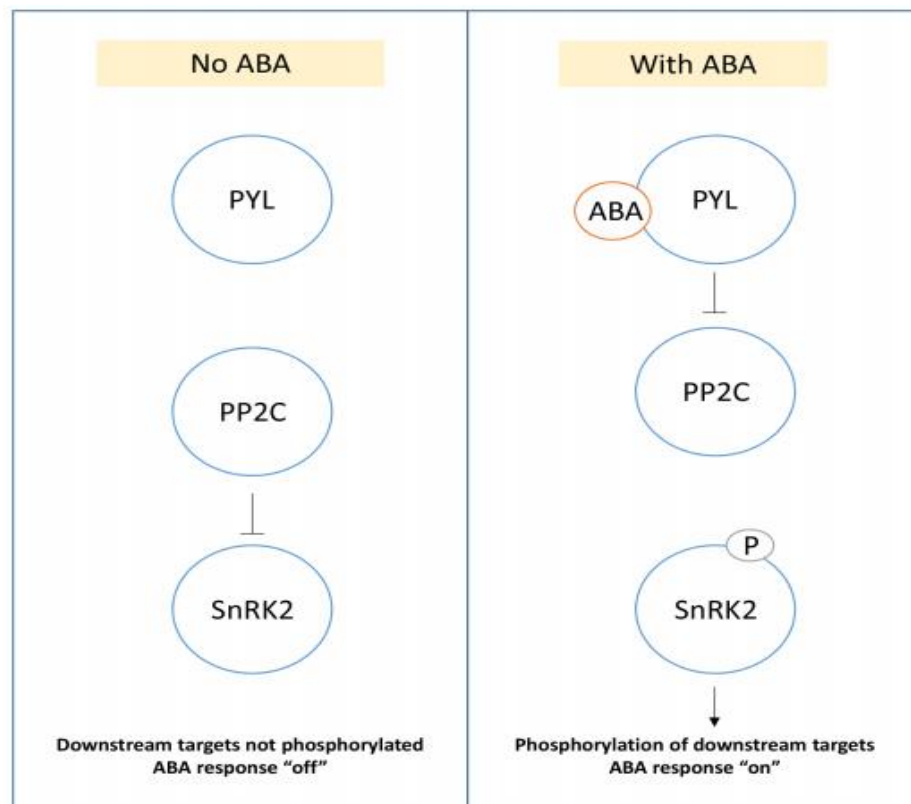 No ABA
PYL
PP2C
SnRK2
Downstream targets not phosphorylated
ABA response “off”
With ABA
ABA
PYL
PP2C
P
SnRK2
Phosphorylation of downstream targets
ABA response “on”